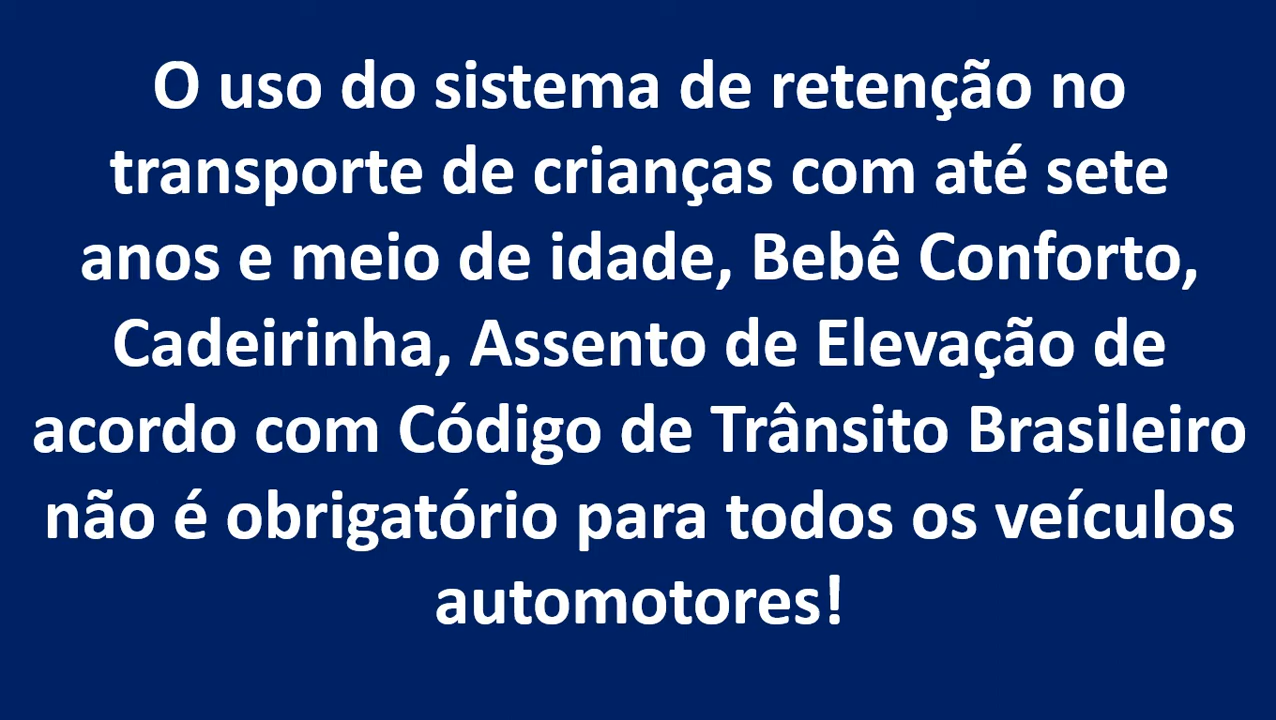 O uso do sistema de retenção no
transporte de crianças com até sete
anos e meio de idade, Bebê Conforto,
Cadeirinha, Assento de Elevação de
acordo com Código de Trânsito Brasileiro
não é obrigatório para todos os veículos
automotores!